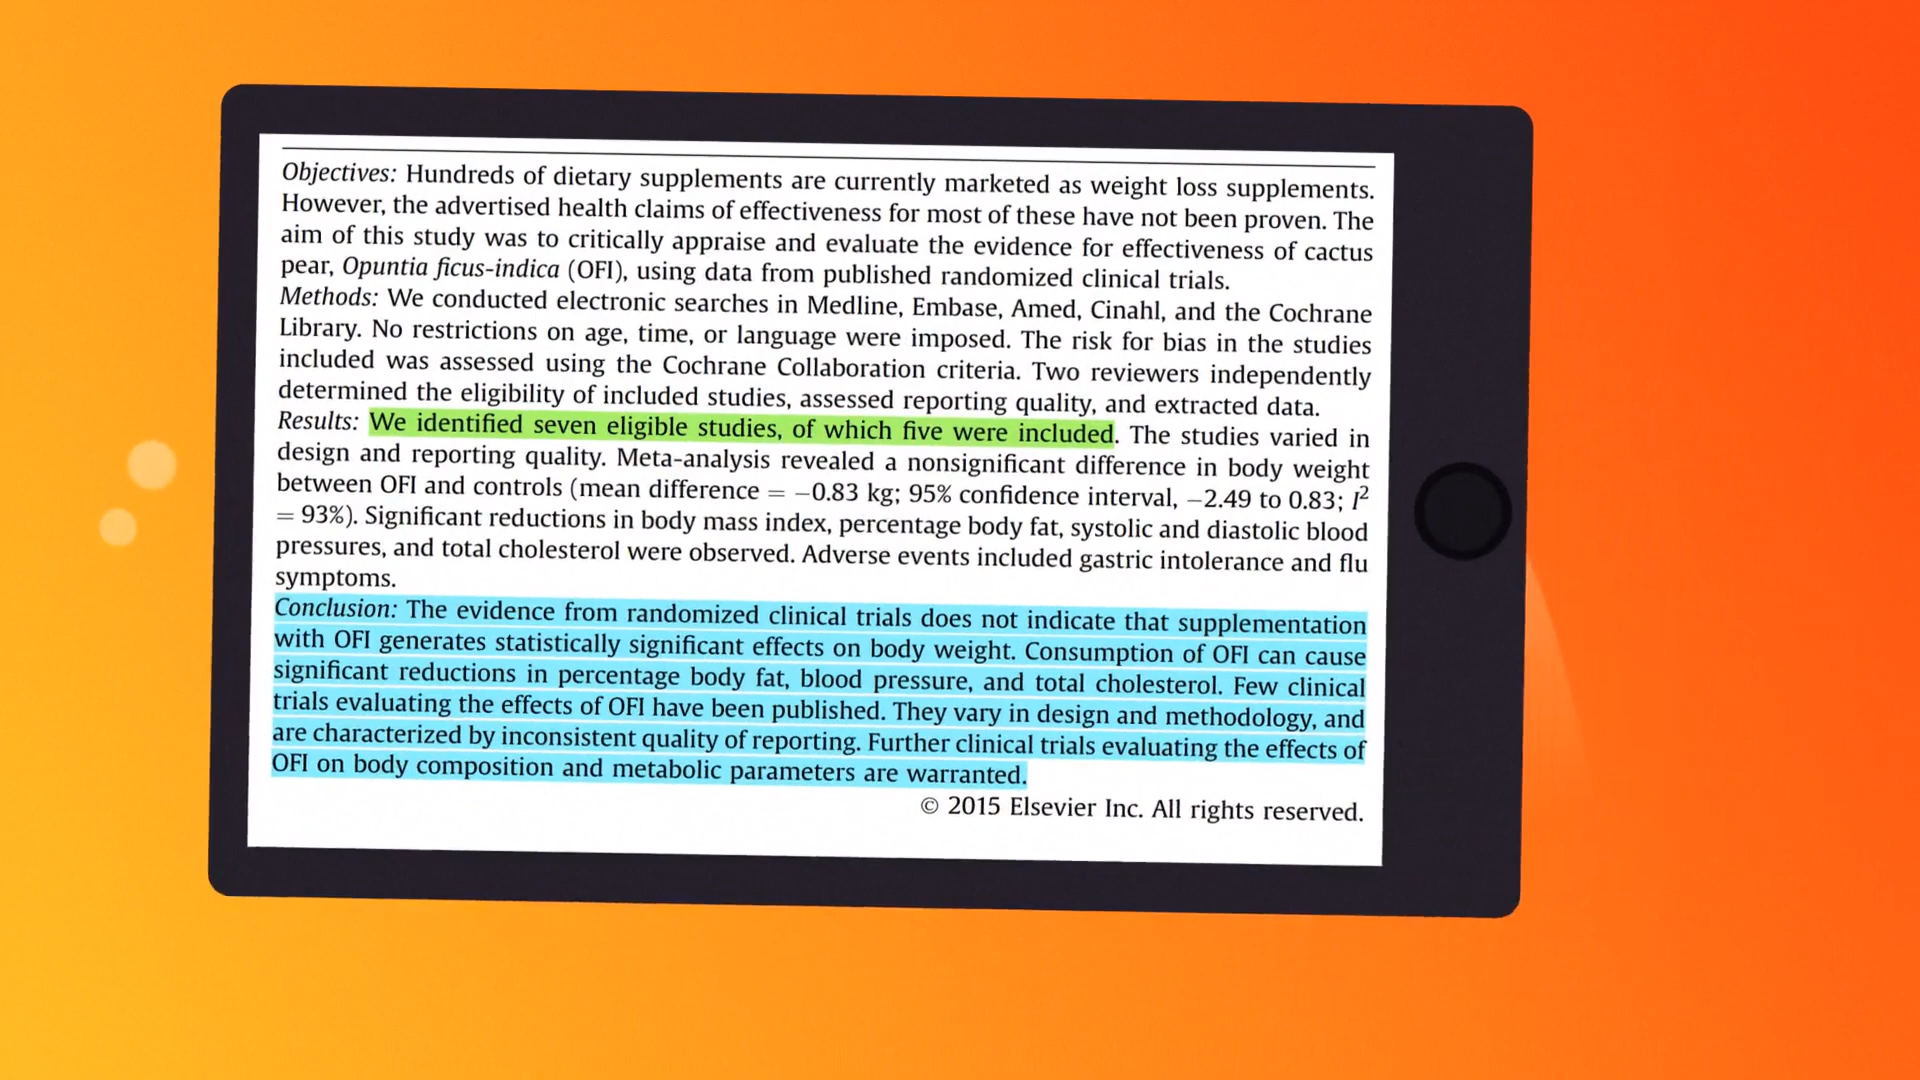 Objectives: Hundreds of dietary supplements are currently marketed as weight loss supplements.
However, the advertised health claims of effectiveness for most of these have not been proven. The
aim of this study was to critically appraise and evaluate the evidence for effectiveness of cactus
pear, Opuntia ficus-indica (OFI), using data from published randomized clinical trials.
Methods: We conducted electronic searches in Medline, Embase, Amed, Cinahl, and the Cochrane
Library. No restrictions on age, time, or language were imposed. The risk for bias in the studies
included was assessed using the Cochrane Collaboration criteria. Two reviewers independently
determined the eligibility of included studies, assessed reporting quality, and extracted data.
Results: We identified seven eligible studies, of which five were included. The studies varied in
design and reporting quality. Meta-analysis revealed a nonsignificant difference in body weight
between OFI and controls (mean difference = −0.83 kg; 95% confidence interval, −2.49 to 0.83; I²
= 93%). Significant reductions in body mass index, percentage body fat, systolic and diastolic blood
pressures, and total cholesterol were observed. Adverse events included gastric intolerance and flu
symptoms.
Conclusion: The evidence from randomized clinical trials does not indicate that supplementation
with OFI generates statistically significant effects on body weight. Consumption of OFI can cause
significant reductions in percentage body fat, blood pressure, and total cholesterol. Few clinical
trials evaluating the effects of OFI have been published. They vary in design and methodology, and
are characterized by inconsistent quality of reporting. Further clinical trials evaluating the effects of
OFI on body composition and metabolic parameters are warranted.
© 2015 Elsevier Inc. All rights reserved.